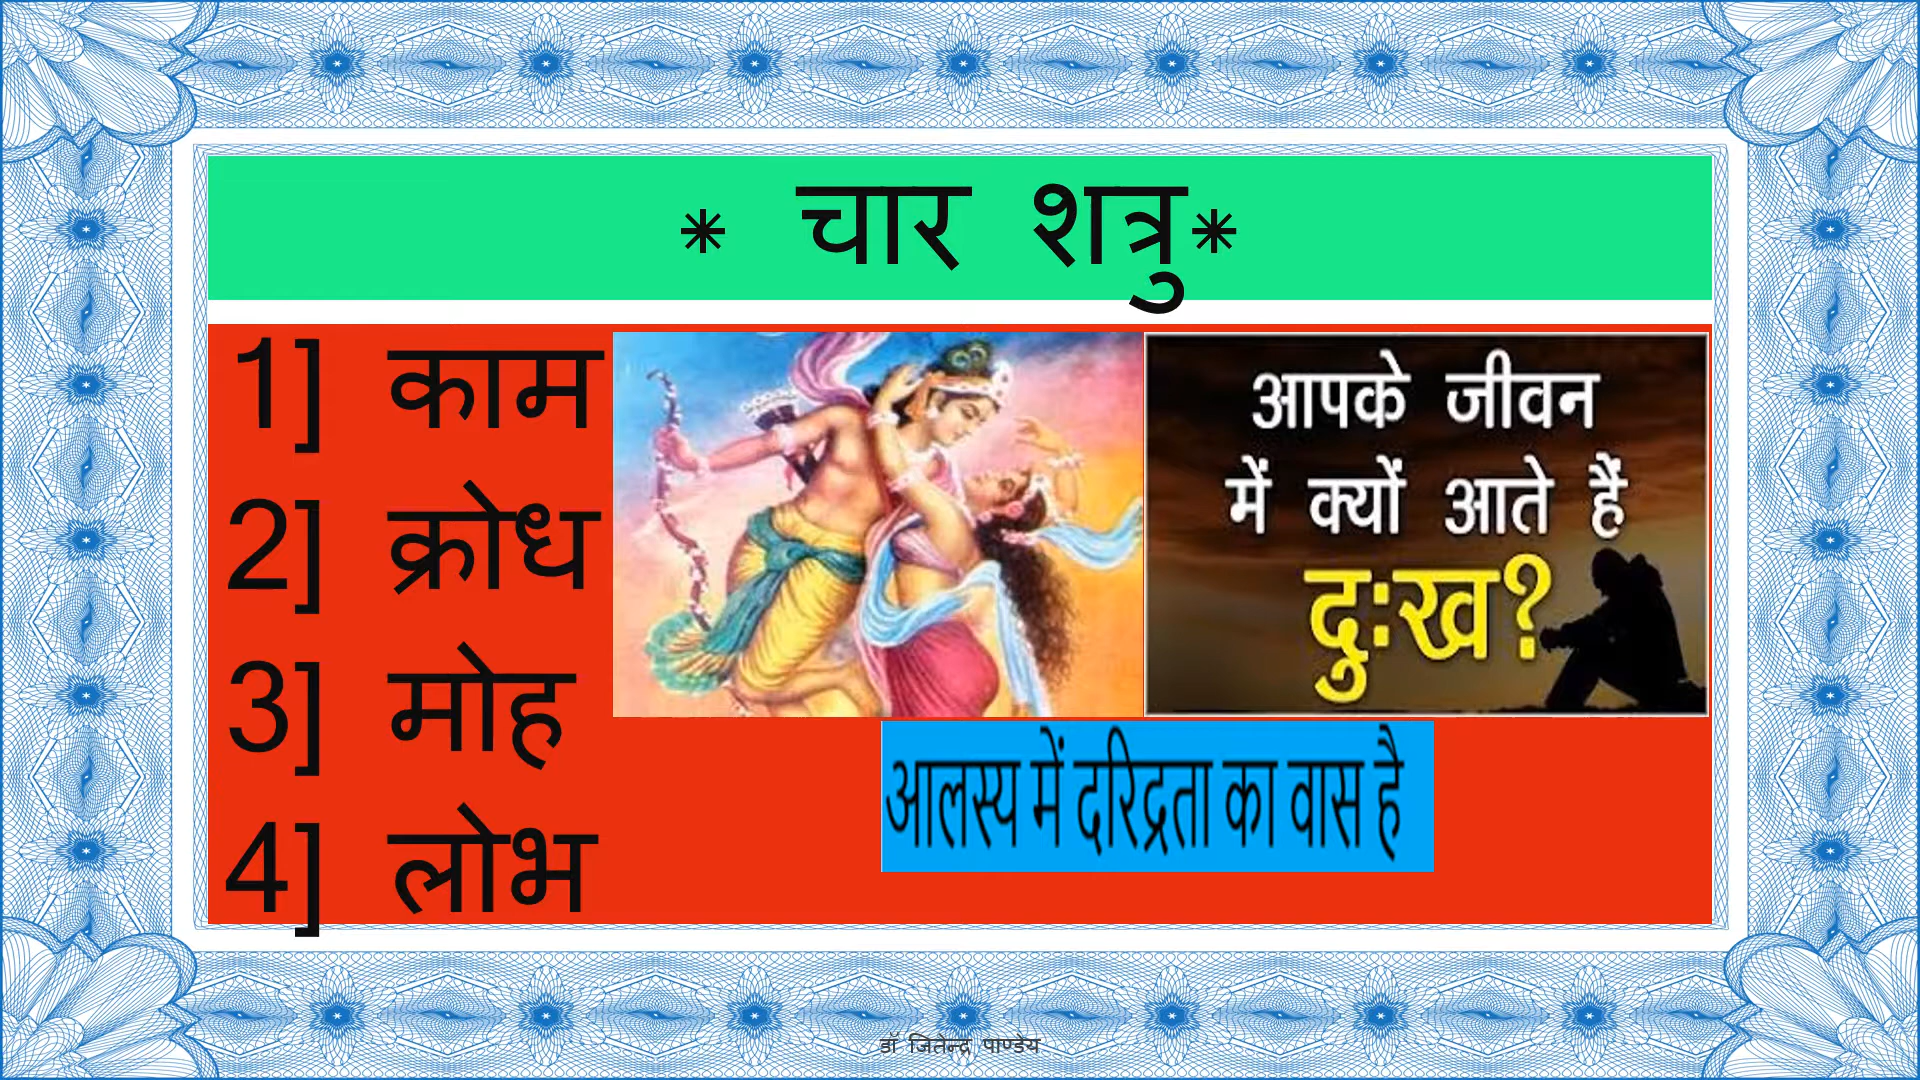 * चार शत्रु*
1] काम
2] क्रोध
3] मोह
4] लोभ
आपके जीवन
में क्यों आते हैं
दुःख?
आलस्य में दरिद्रता का वास है
डॉ जितेन्द्र पाण्डेय